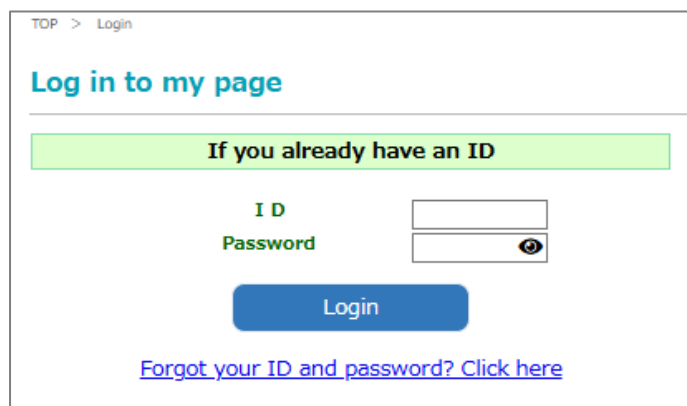 TOP > Login
Log in to my page
If you already have an ID
I D
Password
Login
Forgot your ID and password? Click here